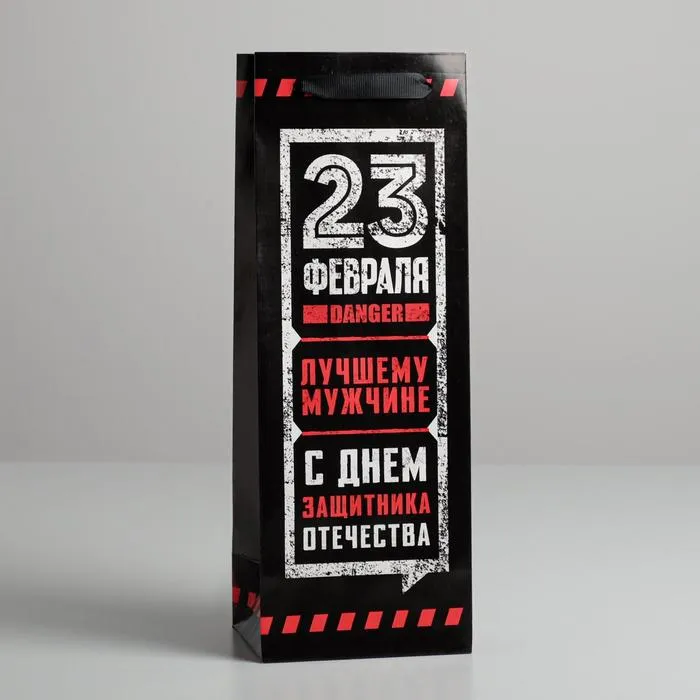 23
ФЕВРАЛЯ
DANGER
ЛУЧШЕМУ
МУЖЧИНЕ
С ДНЕМ
ЗАЩИТНИКА
ОТЕЧЕСТВА